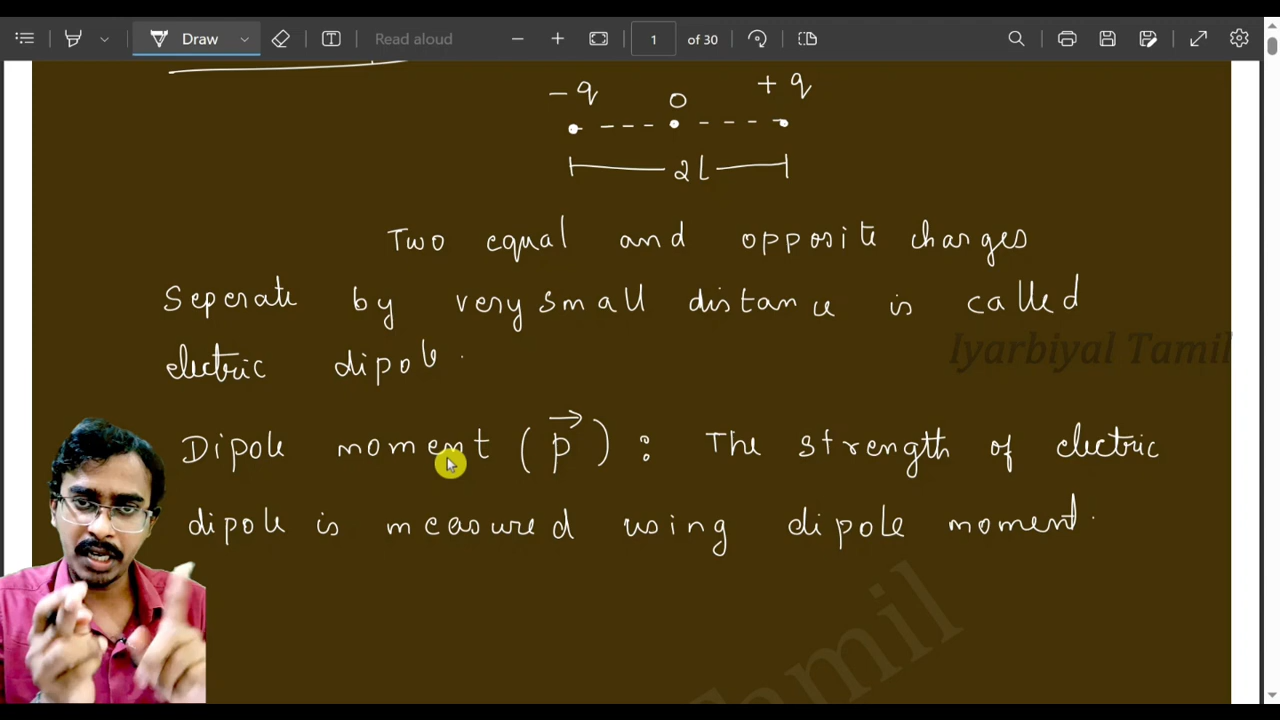 Draw
Read aloud
1 of 30
- q
O
+ q
2l
Two equal and opposite charges
Seperate by very small distance is called
Iyarbiyal Tamil
electric dipole.
Dipole moment (p⃗) : The strength of electric
dipole is measured using dipole moment.
Tamil